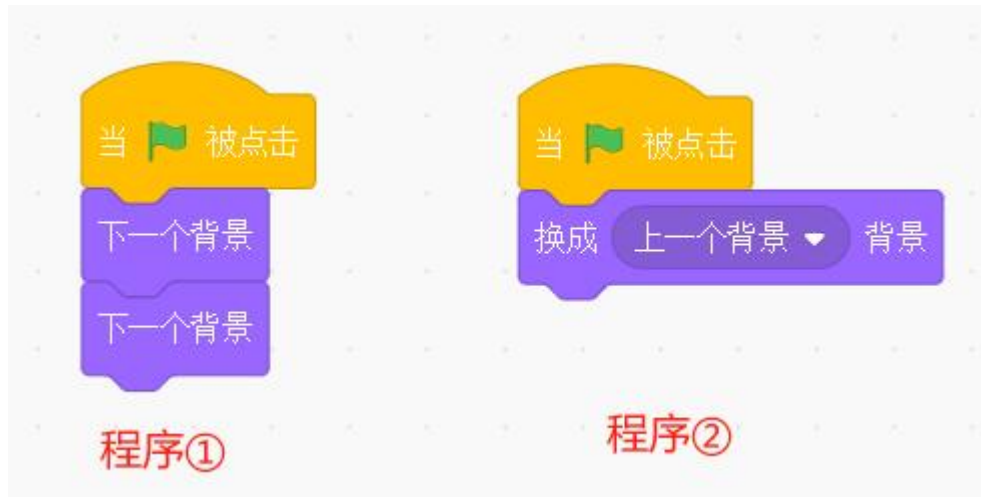 当 被点击
下一个背景
下一个背景
程序①
当 被点击
换成 上一个背景 背景
程序②